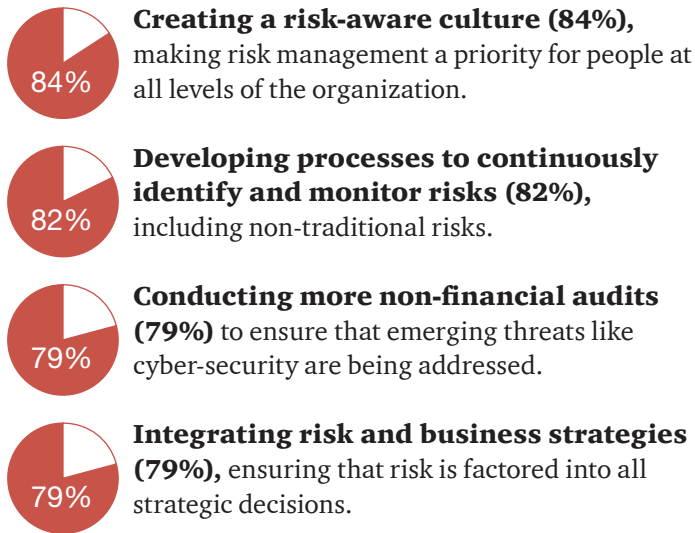 84%
Creating a risk-aware culture (84%),
making risk management a priority for people at
all levels of the organization.
82%
Developing processes to continuously
identify and monitor risks (82%),
including non-traditional risks.
79%
Conducting more non-financial audits
(79%) to ensure that emerging threats like
cyber-security are being addressed.
79%
Integrating risk and business strategies
(79%), ensuring that risk is factored into all
strategic decisions.